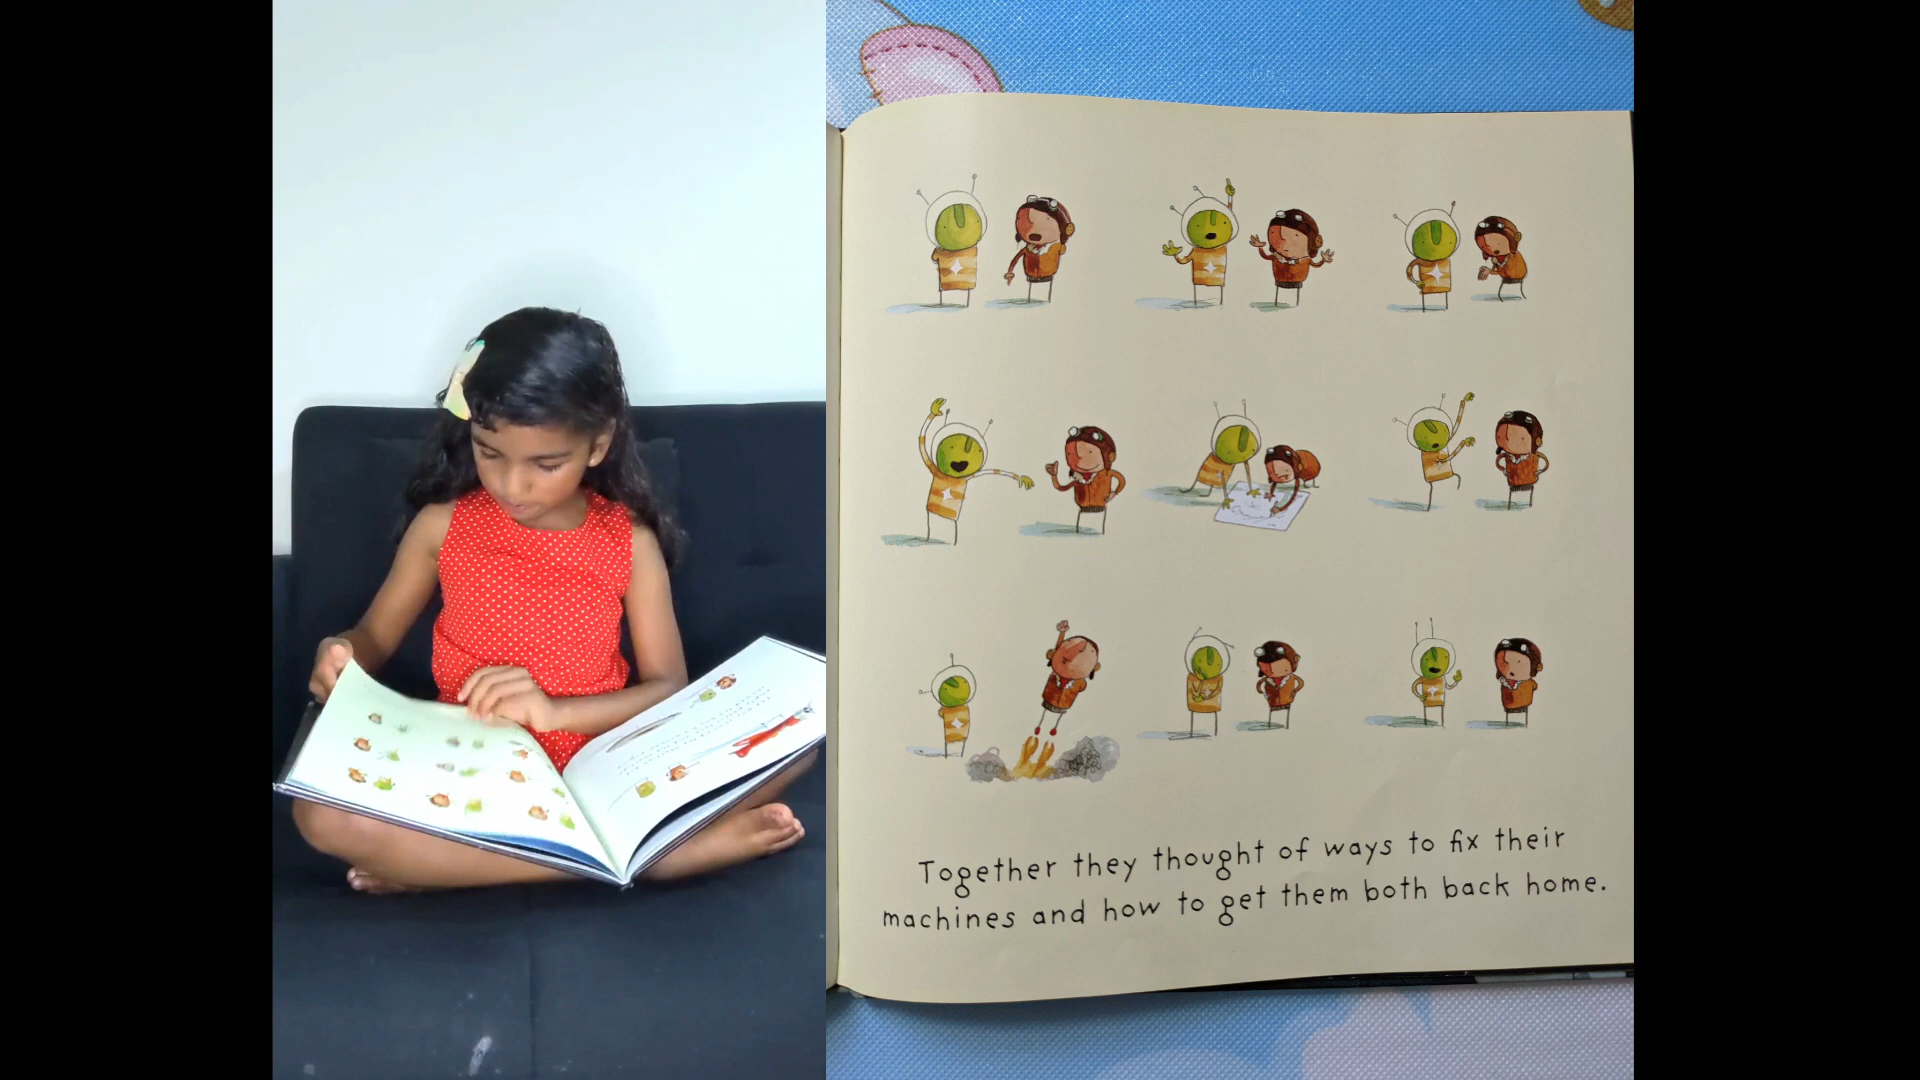 Together they thought of ways to fix their
machines and how to get them both back home.